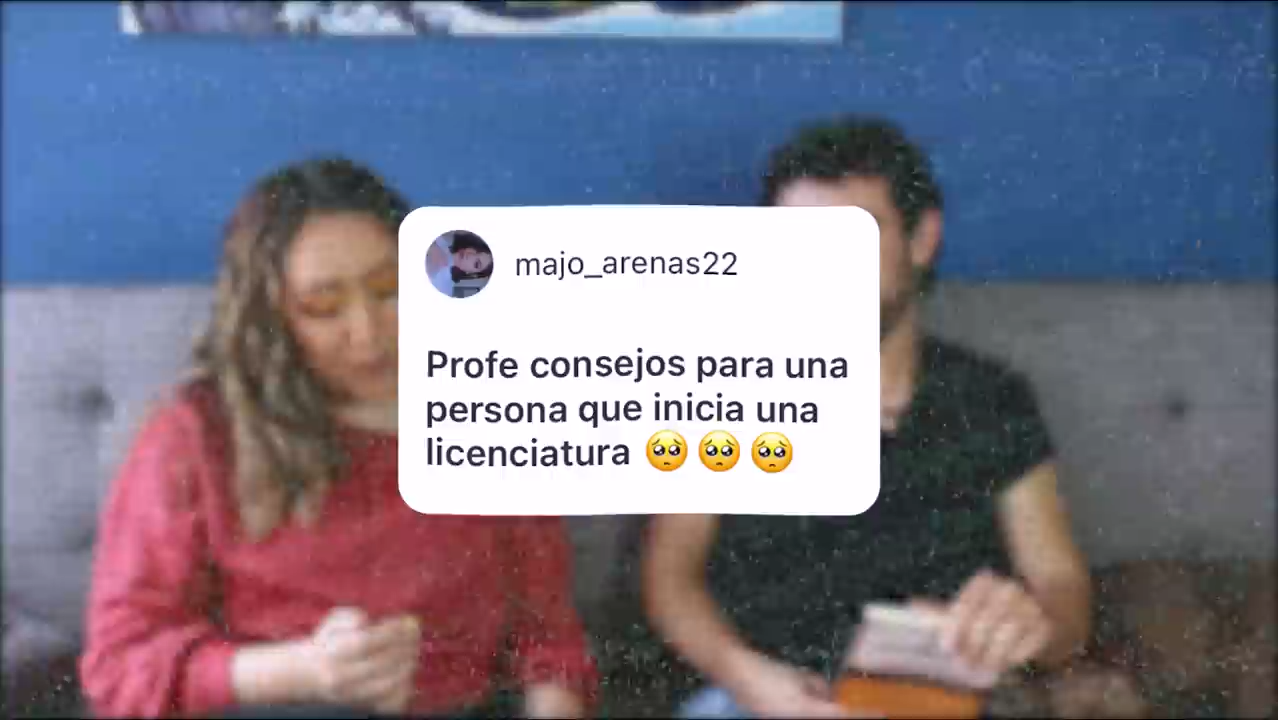 majo_arenas22
Profe consejos para una
persona que inicia una
licenciatura 🥺🥺🥺